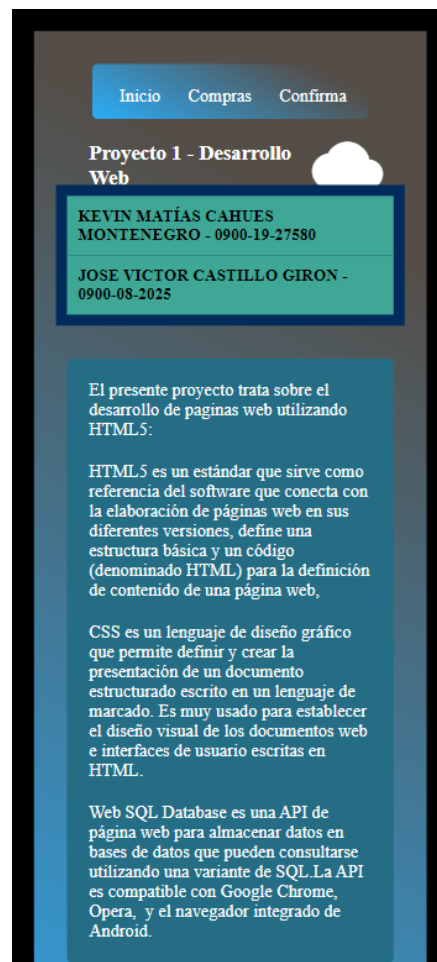 Inicio Compras Confirma
Proyecto 1 - Desarrollo
Web
KEVIN MATÍAS CAHUES
MONTENEGRO - 0900-19-27580
JOSE VICTOR CASTILLO GIRON -
0900-08-2025
El presente proyecto trata sobre el
desarrollo de paginas web utilizando
HTML5:
HTML5 es un estándar que sirve como
referencia del software que conecta con
la elaboración de páginas web en sus
diferentes versiones, define una
estructura básica y un código
(denominado HTML) para la definición
de contenido de una página web,
CSS es un lenguaje de diseño gráfico
que permite definir y crear la
presentación de un documento
estructurado escrito en un lenguaje de
marcado. Es muy usado para establecer
el diseño visual de los documentos web
e interfaces de usuario escritas en
HTML.
Web SQL Database es una API de
página web para almacenar datos en
bases de datos que pueden consultarse
utilizando una variante de SQL.La API
es compatible con Google Chrome,
Opera,  y el navegador integrado de
Android.